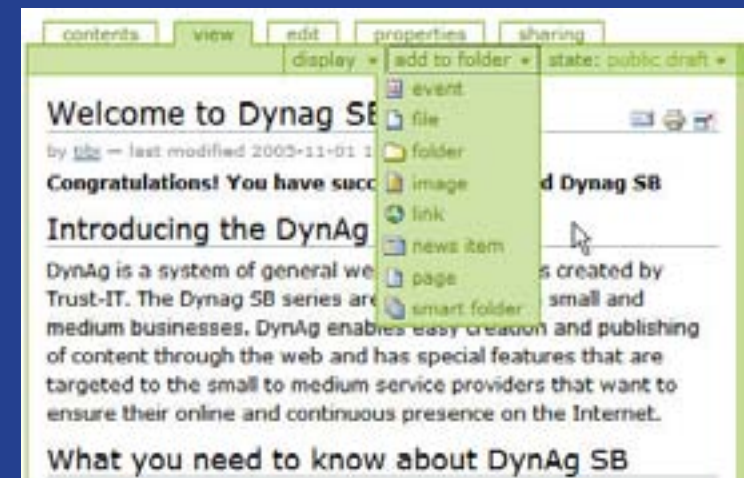 contents view edit properties sharing
display add to folder state: public draft
Welcome to Dynag SB
event
file
by — last modified 2005-11-01 1
folder
Congratulations! You have succ d Dynag SB
image
link
Introducing the DynAg
news item
DynAg is a system of general we s created by
page
Trust-IT. The Dynag SB series are small and
smart folder
medium businesses. DynAg enables easy creation and publishing
of content through the web and has special features that are
targeted to the small to medium service providers that want to
ensure their online and continuous presence on the Internet.
What you need to know about DynAg SB